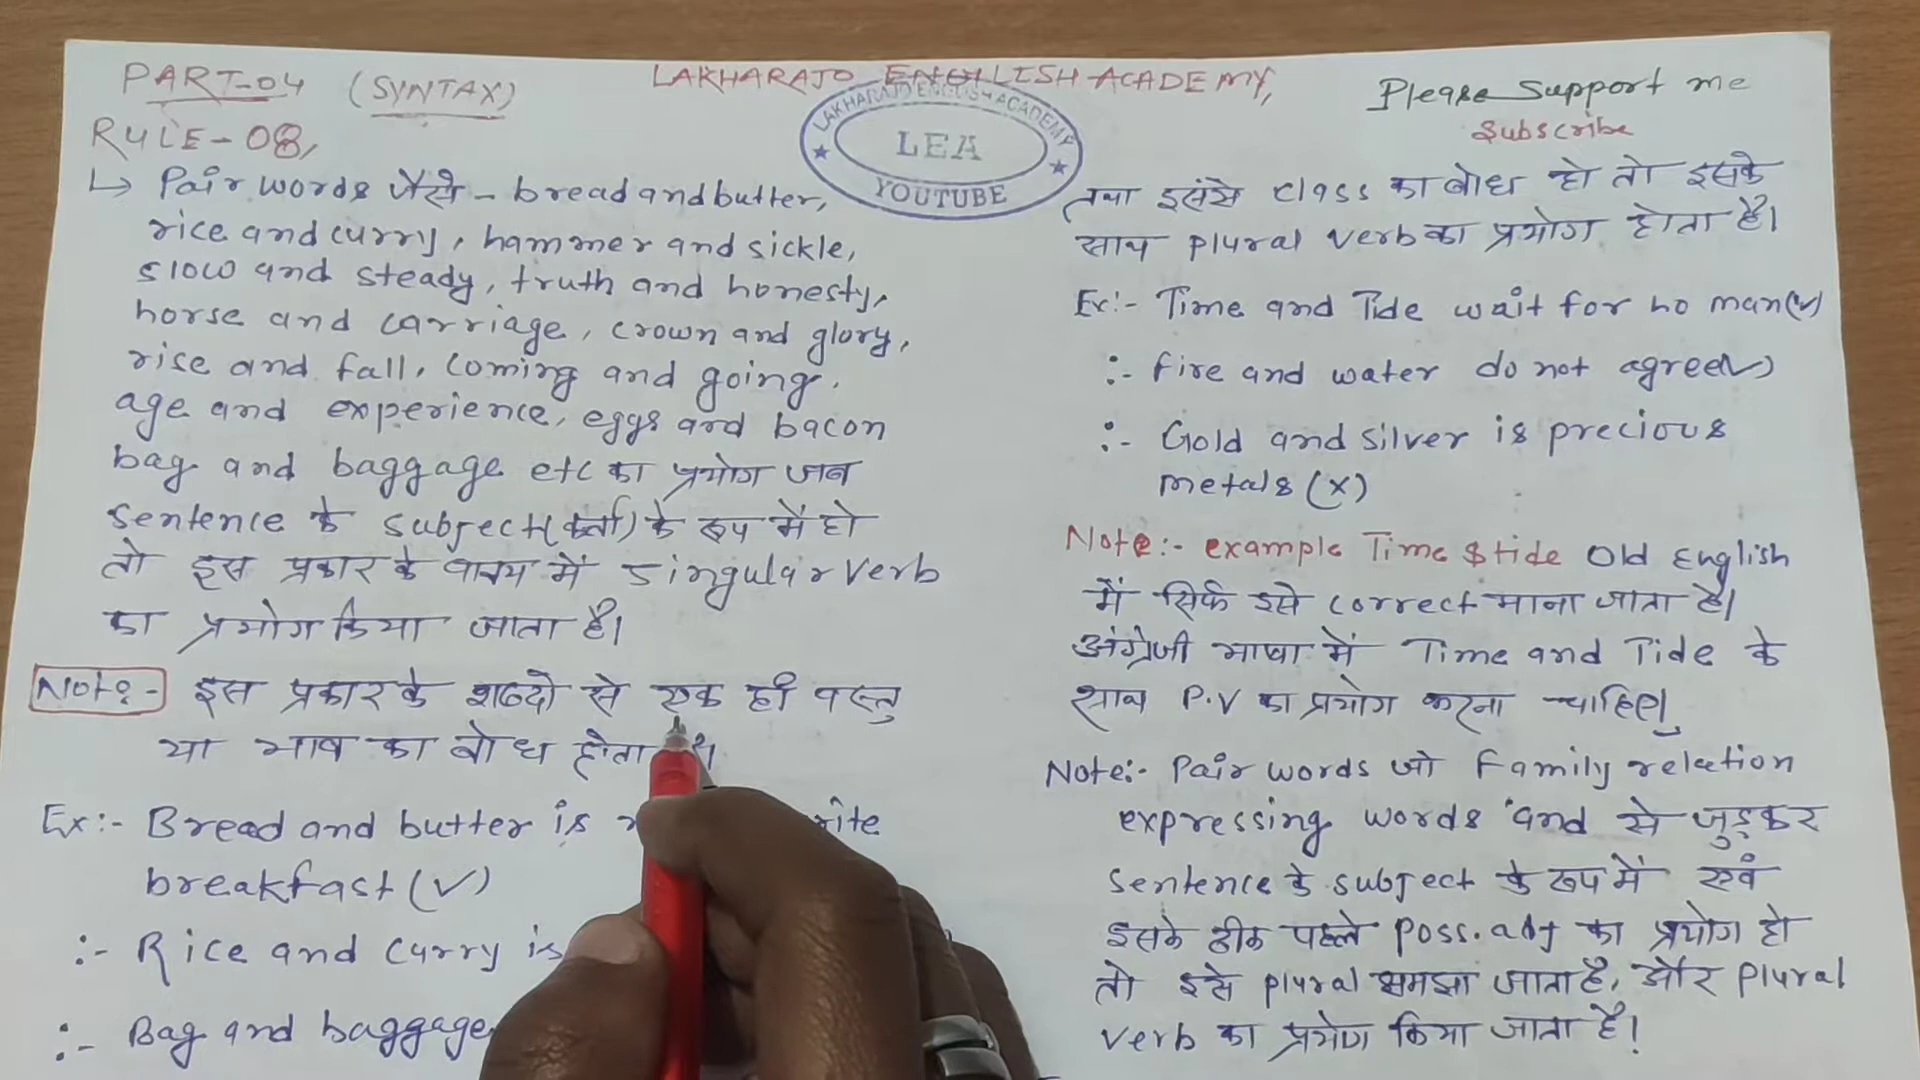 PART-04 (SYNTAX)
LAKHARAJO ENGLISH ACADEMY,
Please Support me
Subscribe
LAKHARAJO ENGLISH ACADEMY
LEA
YOUTUBE
RULE-08,
↳ Pair words जैसे - bread and butter,
rice and curry, hammer and sickle,
slow and steady, truth and honesty,
horse and carriage, crown and glory,
rise and fall, coming and going,
age and experience, eggs and bacon
bag and baggage etc का प्रयोग जब
sentence के subject (कर्ता) के रूप में हो
तो इस प्रकार के वाक्य में singular verb
का प्रयोग किया जाता है।
Note:- इस प्रकार के शब्दो से एक ही वस्तु
या भाव का बोध होता है।
Ex:- Bread and butter is
breakfast (✓)
:- Rice and curry is
:- Bag and baggage
तथा इससे class का बोध हो तो इसके
साथ plural verb का प्रयोग होता है।
Ex:- Time and Tide wait for no man (✓)
:- fire and water do not agree (✓)
:- Gold and silver is precious
metals (x)
Note:- example Time & tide Old English
में सिर्फ इसे correct माना जाता है।
अंग्रेजी भाषा में Time and Tide के
साथ P.V का प्रयोग करना चाहिए।
Note:- Pair words जो family relation
expressing words 'and से जुड़कर
sentence के subject के रूप में एवं
इसके ठीक पहले poss. adj का प्रयोग हो
तो इसे plural समझा जाता है, और plural
verb का प्रयोग किया जाता है!